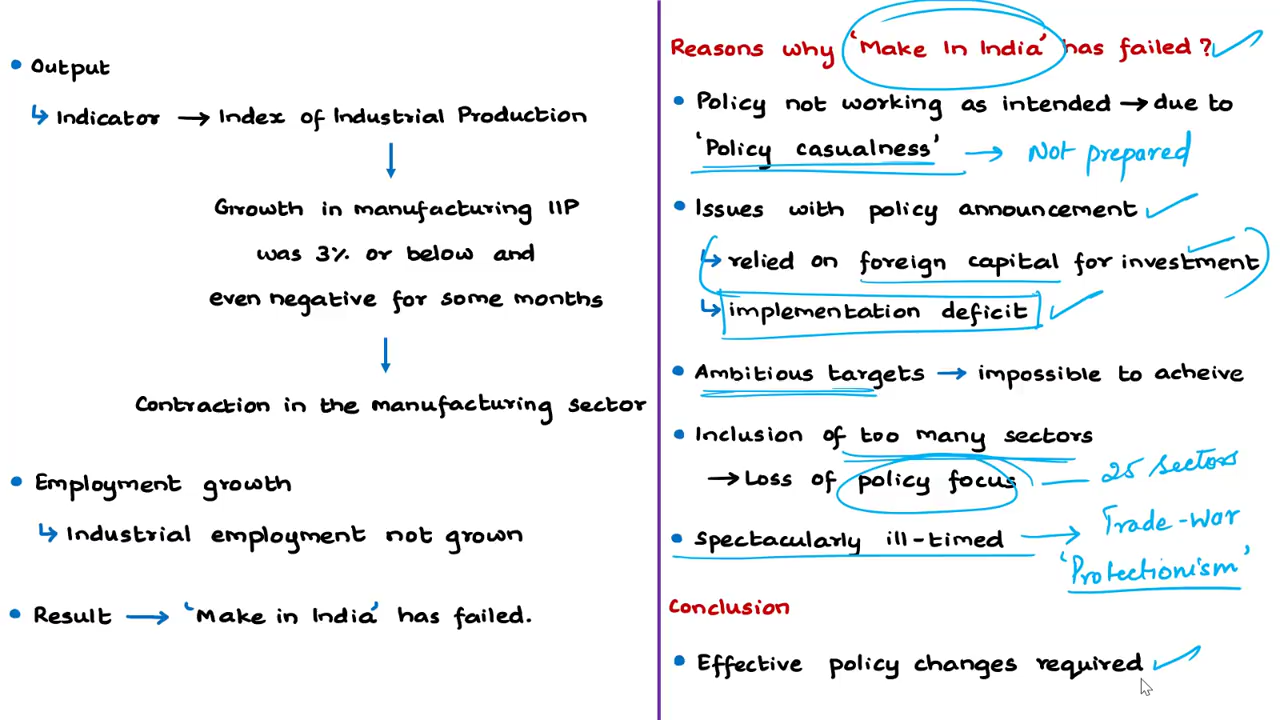 • Output
↳ Indicator → Index of Industrial Production
↓
Growth in manufacturing IIP
was 3% or below and
even negative for some months
↓
Contraction in the manufacturing sector
• Employment growth
↳ Industrial employment not grown
• Result → 'Make in India' has failed.
Reasons why 'Make In India' has failed?
• Policy not working as intended → due to
'Policy casualness' → Not prepared
• Issues with policy announcement
↳ relied on foreign capital for investment
↳ implementation deficit
• Ambitious targets → impossible to acheive
• Inclusion of too many sectors
→ Loss of policy focus — 25 sectors
• Spectacularly ill-timed → Trade-War
'Protectionism'
Conclusion
• Effective policy changes required